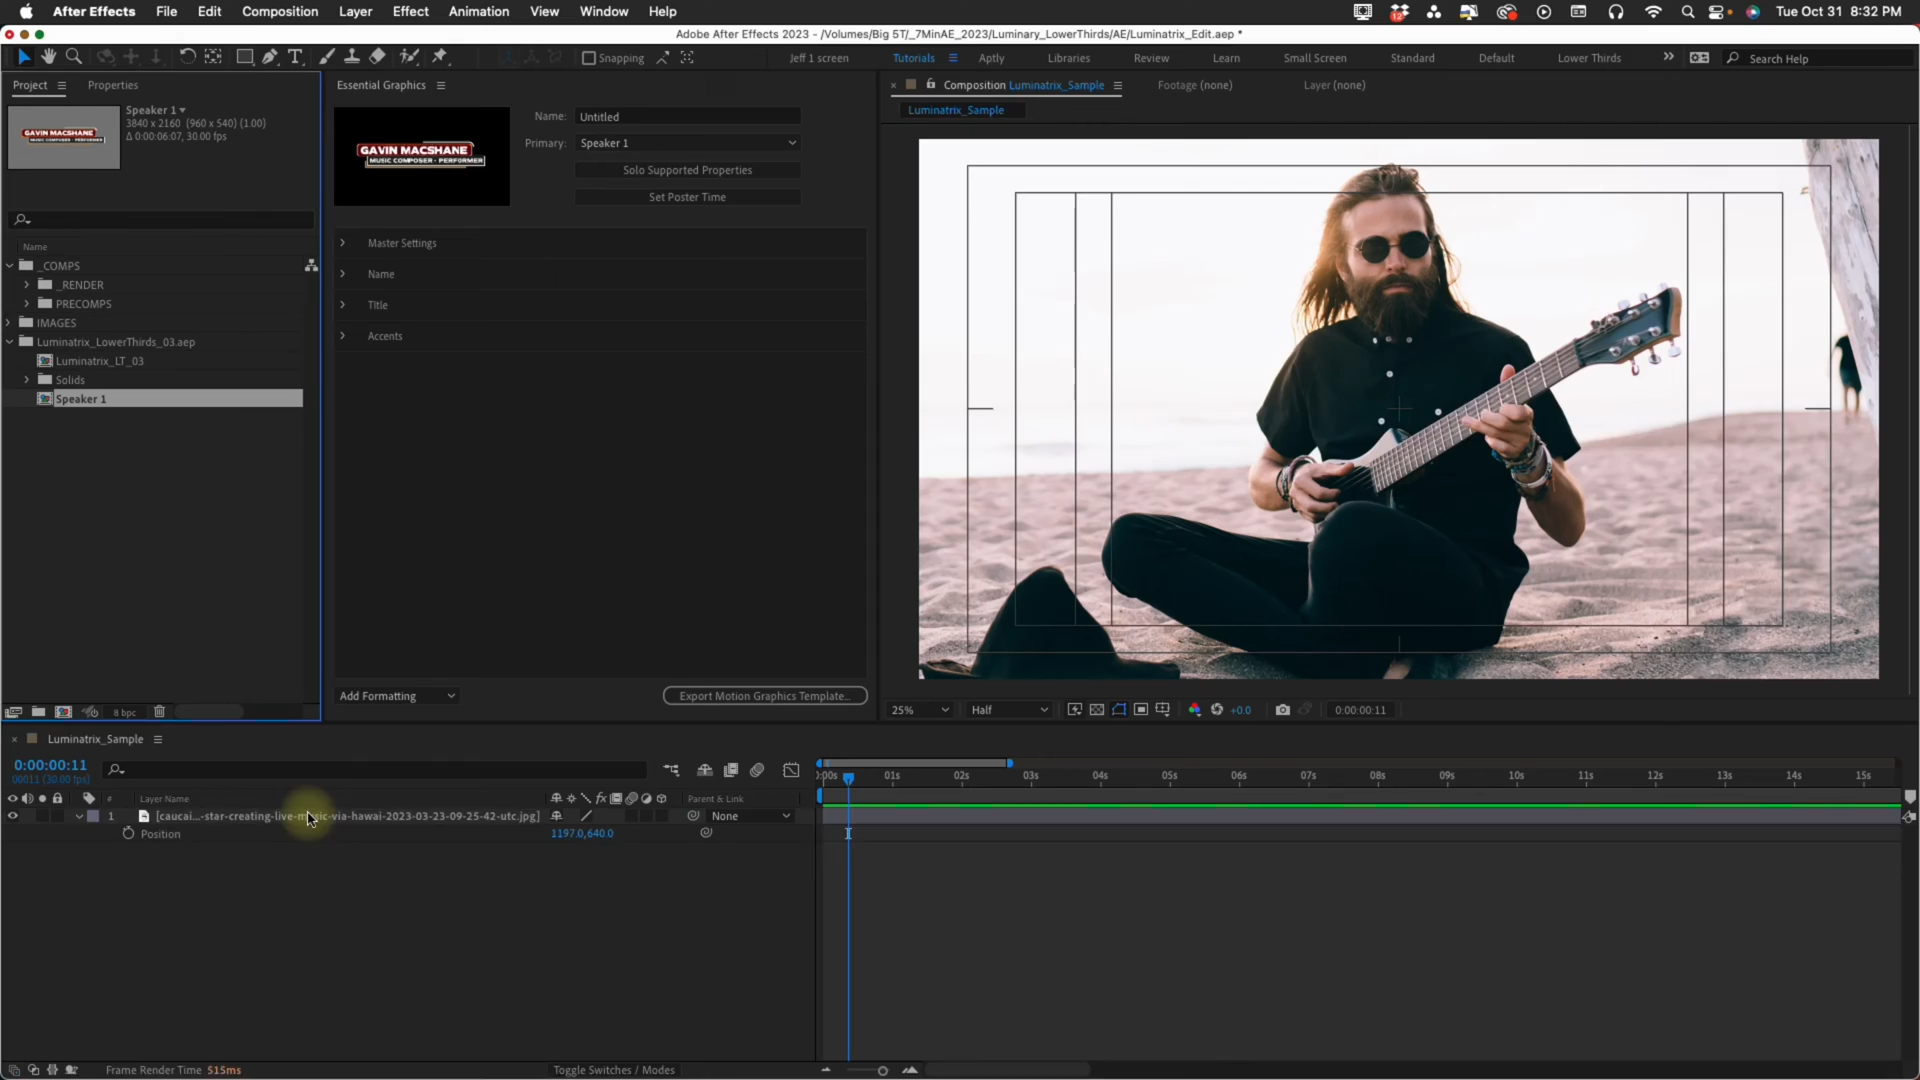 After Effects File Edit Composition Layer Effect Animation View Window Help
12
Tue Oct 31 8:32 PM
Adobe After Effects 2023 - /Volumes/Big 5T/_7MinAE_2023/Luminary_LowerThirds/AE/Luminatrix_Edit.aep *
Snapping
Jeff 1 screen Tutorials Aptly Libraries Review Learn Small Screen Standard Default Lower Thirds Search Help
Project Properties
Speaker 1
3840 x 2160 (960 x 540) (1.00)
Δ 0:00:06:07, 30.00 fps
GAVIN MACSHANE
Name
_COMPS
_RENDER
PRECOMPS
IMAGES
Luminatrix_LowerThirds_03.aep
Luminatrix_LT_03
Solids
Speaker 1
8 bpc
Essential Graphics
GAVIN MACSHANE
MUSIC COMPOSER - PERFORMER
Name: Untitled
Primary: Speaker 1
Solo Supported Properties
Set Poster Time
Master Settings
Name
Title
Accents
Add Formatting
Export Motion Graphics Template...
Composition Luminatrix_Sample Footage (none) Layer (none)
Luminatrix_Sample
25% Half +0.0 0:00:00:11
Luminatrix_Sample
0:00:00:11
00011 (30.00 fps)
# Layer Name Parent & Link
1 [caucai...-star-creating-live-music-via-hawai-2023-03-23-09-25-42-utc.jpg] None
Position 1197.0,640.0
:00s 01s 02s 03s 04s 05s 06s 07s 08s 09s 10s 11s 12s 13s 14s 15s
Frame Render Time 515ms
Toggle Switches / Modes